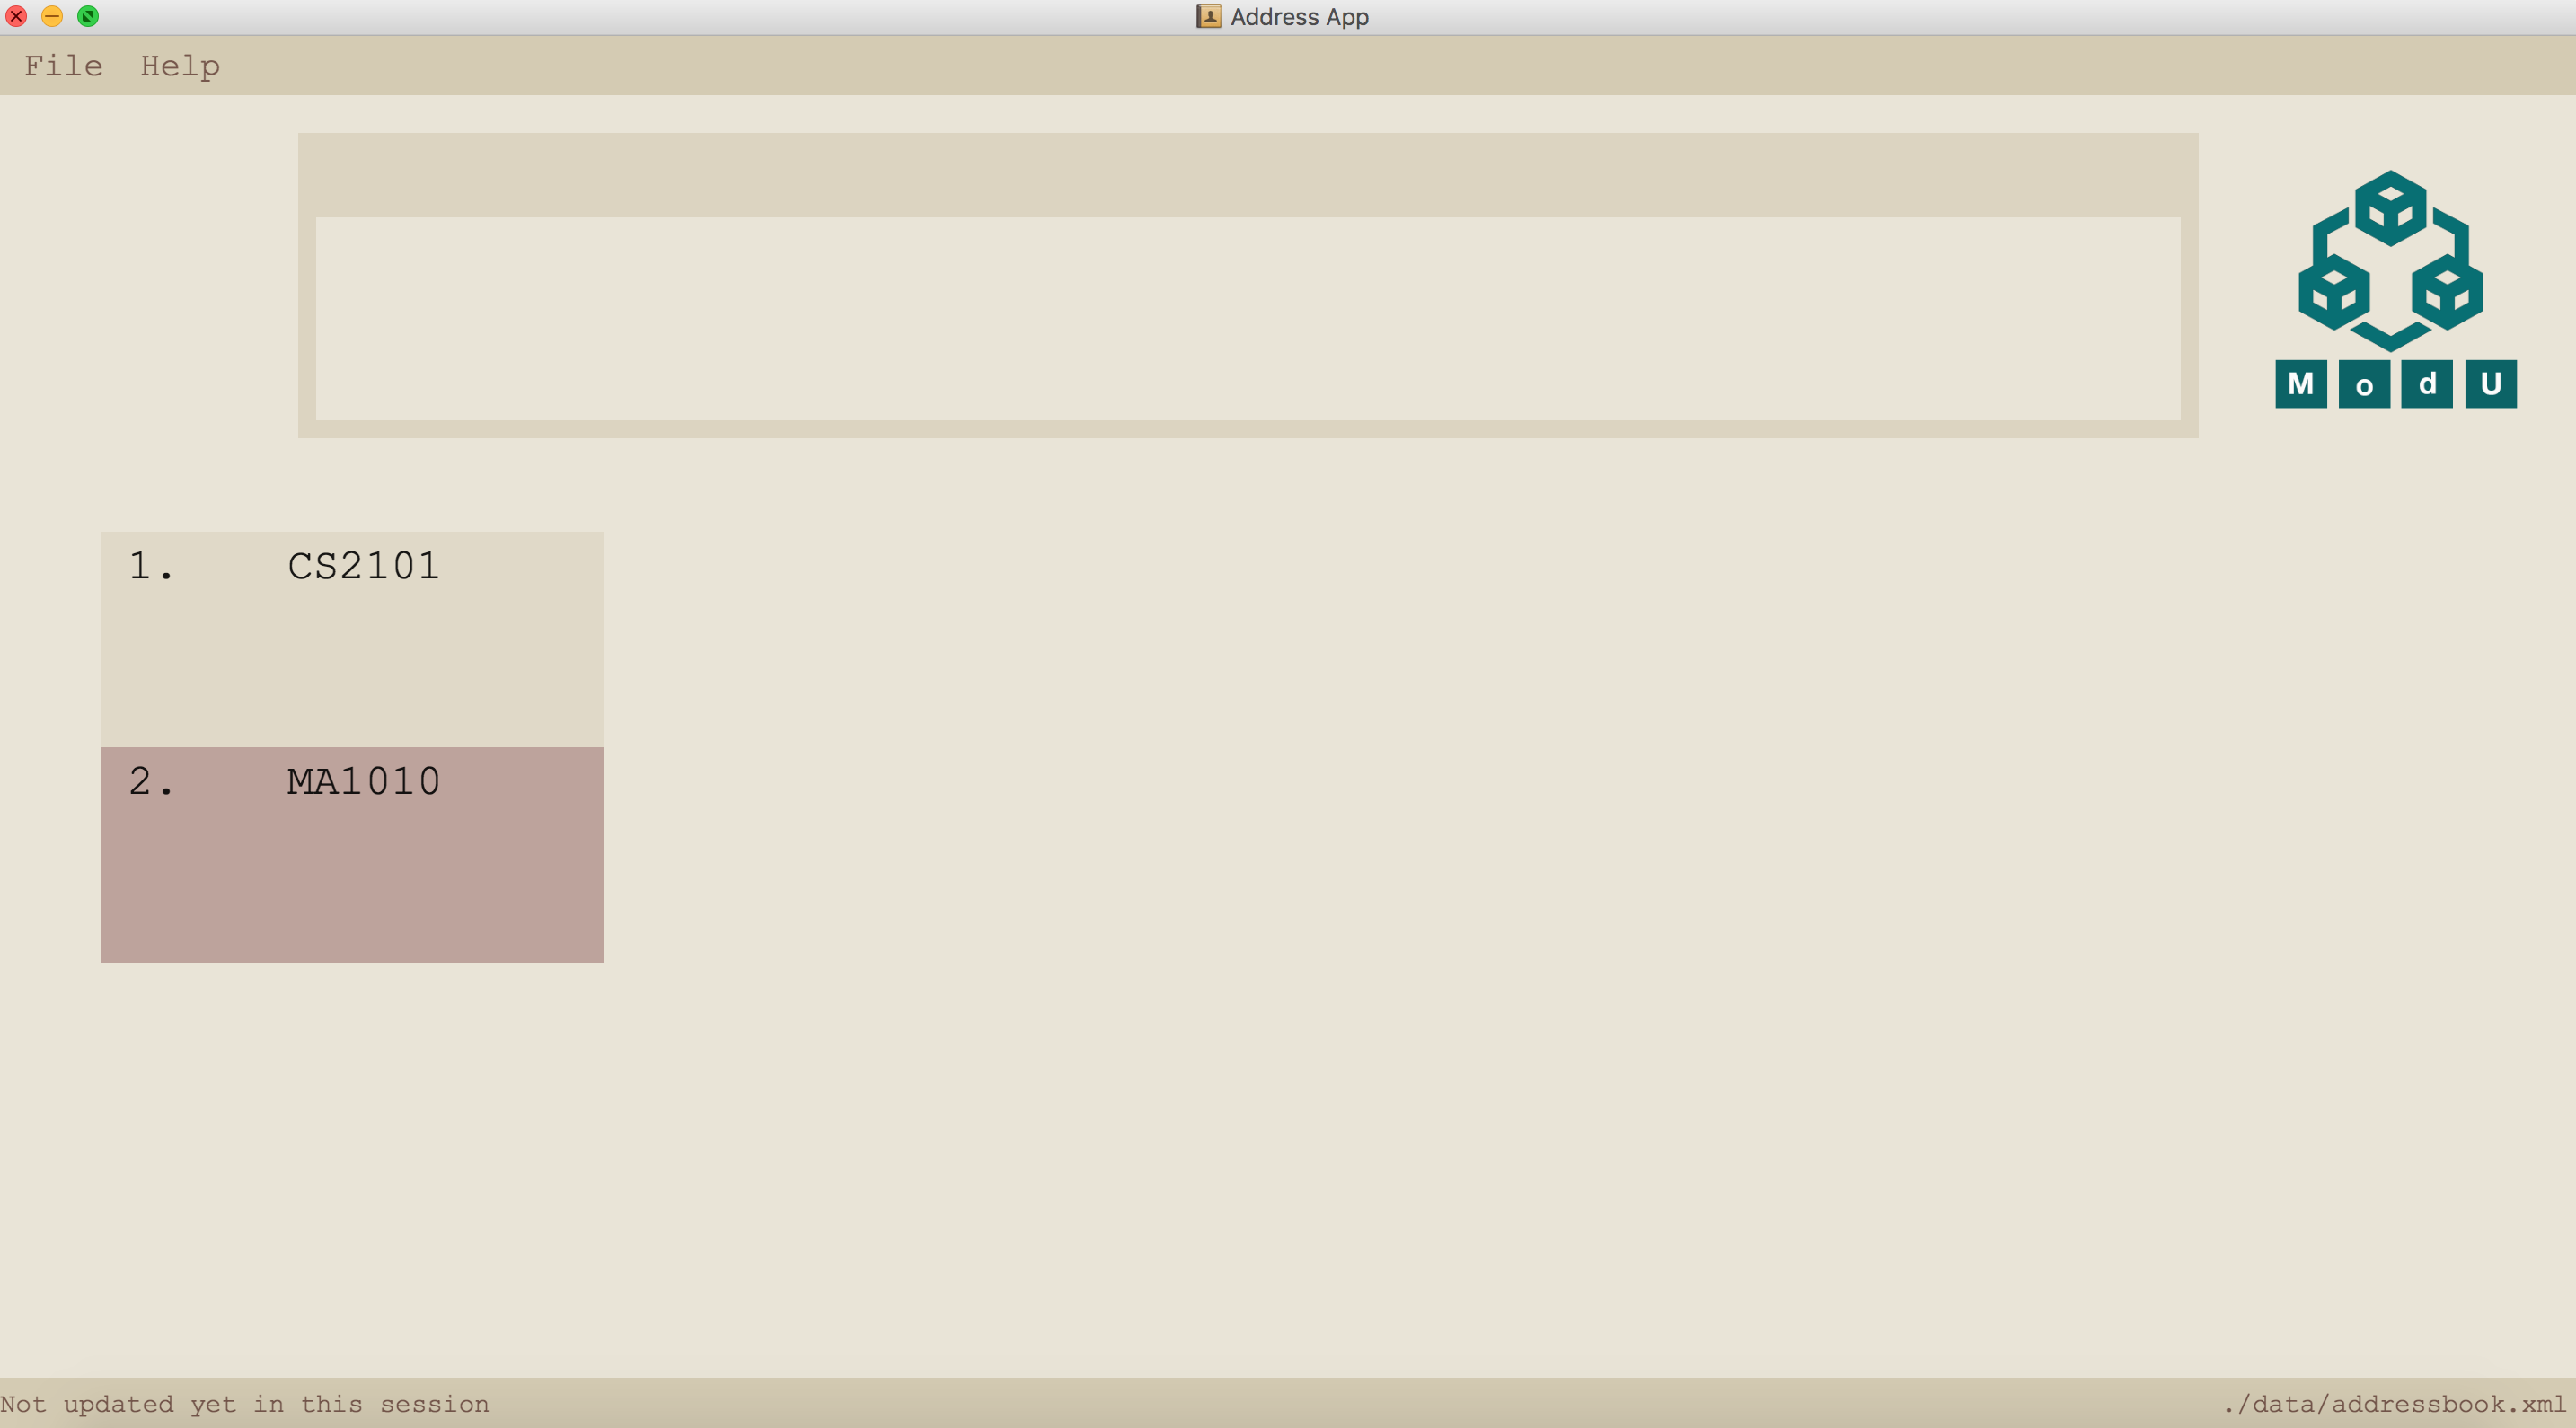 Address App
File Help
M o d U
1. CS2101
2. MA1010
Not updated yet in this session
./data/addressbook.xml